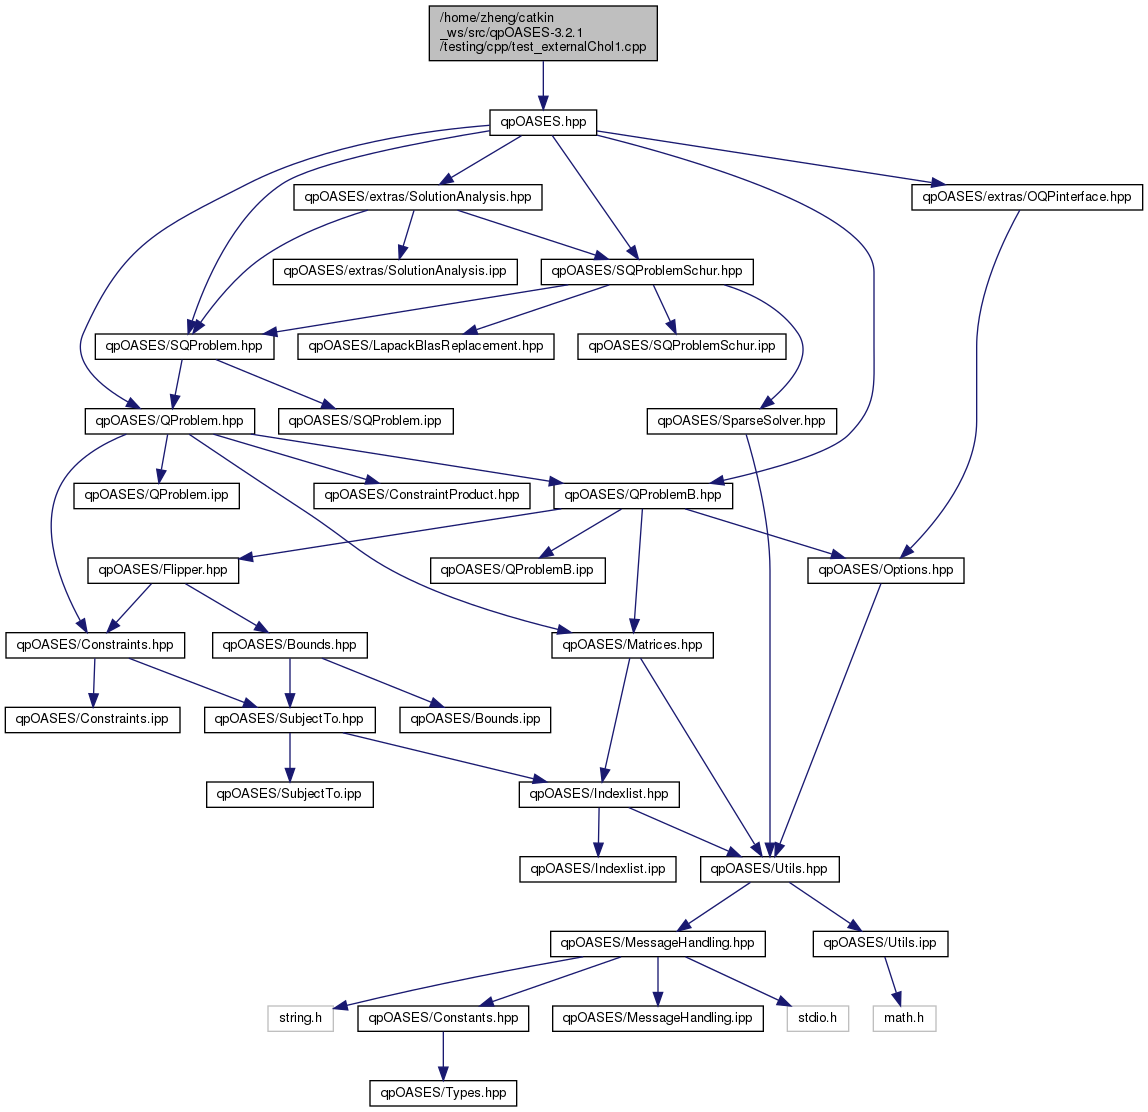 /home/zheng/catkin
_ws/src/qpOASES-3.2.1
/testing/cpp/test_externalChol1.cpp
qpOASES.hpp
qpOASES/extras/SolutionAnalysis.hpp
qpOASES/extras/OQPinterface.hpp
qpOASES/extras/SolutionAnalysis.ipp
qpOASES/SQProblemSchur.hpp
qpOASES/SQProblem.hpp
qpOASES/LapackBlasReplacement.hpp
qpOASES/SQProblemSchur.ipp
qpOASES/QProblem.hpp
qpOASES/SQProblem.ipp
qpOASES/SparseSolver.hpp
qpOASES/QProblem.ipp
qpOASES/ConstraintProduct.hpp
qpOASES/QProblemB.hpp
qpOASES/Flipper.hpp
qpOASES/QProblemB.ipp
qpOASES/Options.hpp
qpOASES/Constraints.hpp
qpOASES/Bounds.hpp
qpOASES/Matrices.hpp
qpOASES/Constraints.ipp
qpOASES/SubjectTo.hpp
qpOASES/Bounds.ipp
qpOASES/SubjectTo.ipp
qpOASES/Indexlist.hpp
qpOASES/Indexlist.ipp
qpOASES/Utils.hpp
qpOASES/MessageHandling.hpp
qpOASES/Utils.ipp
string.h
qpOASES/Constants.hpp
qpOASES/MessageHandling.ipp
stdio.h
math.h
qpOASES/Types.hpp